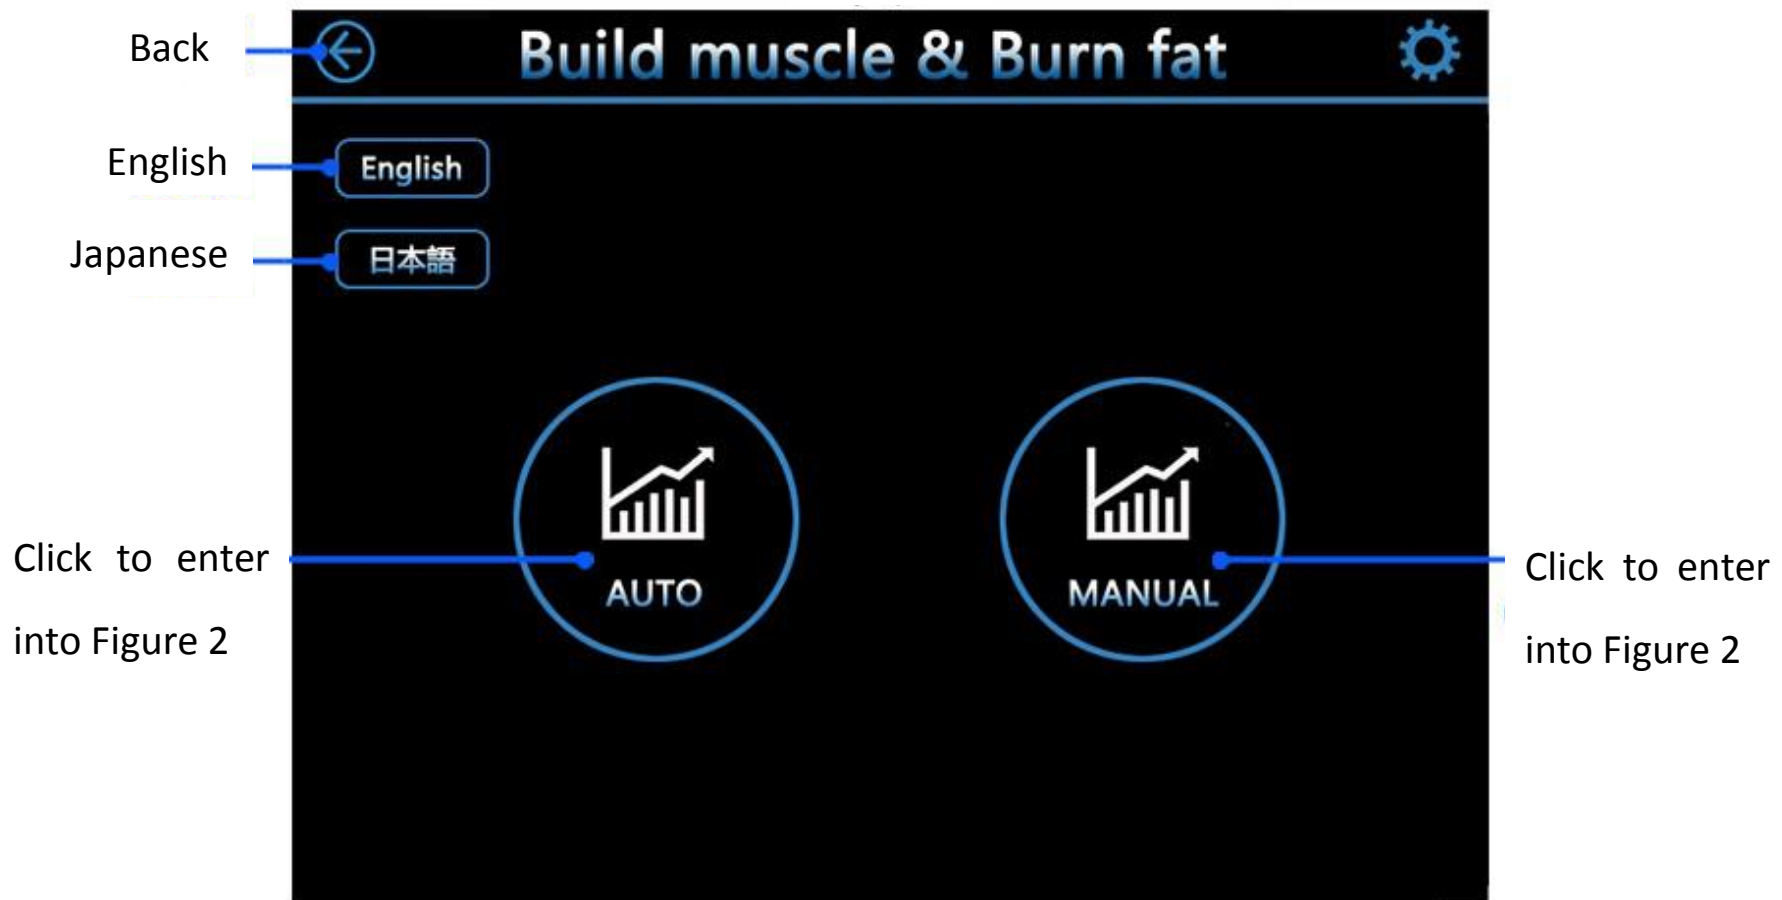 Back
Build muscle & Burn fat
English
English
Japanese
日本語
Click to enter
into Figure 2
AUTO
MANUAL
Click to enter
into Figure 2